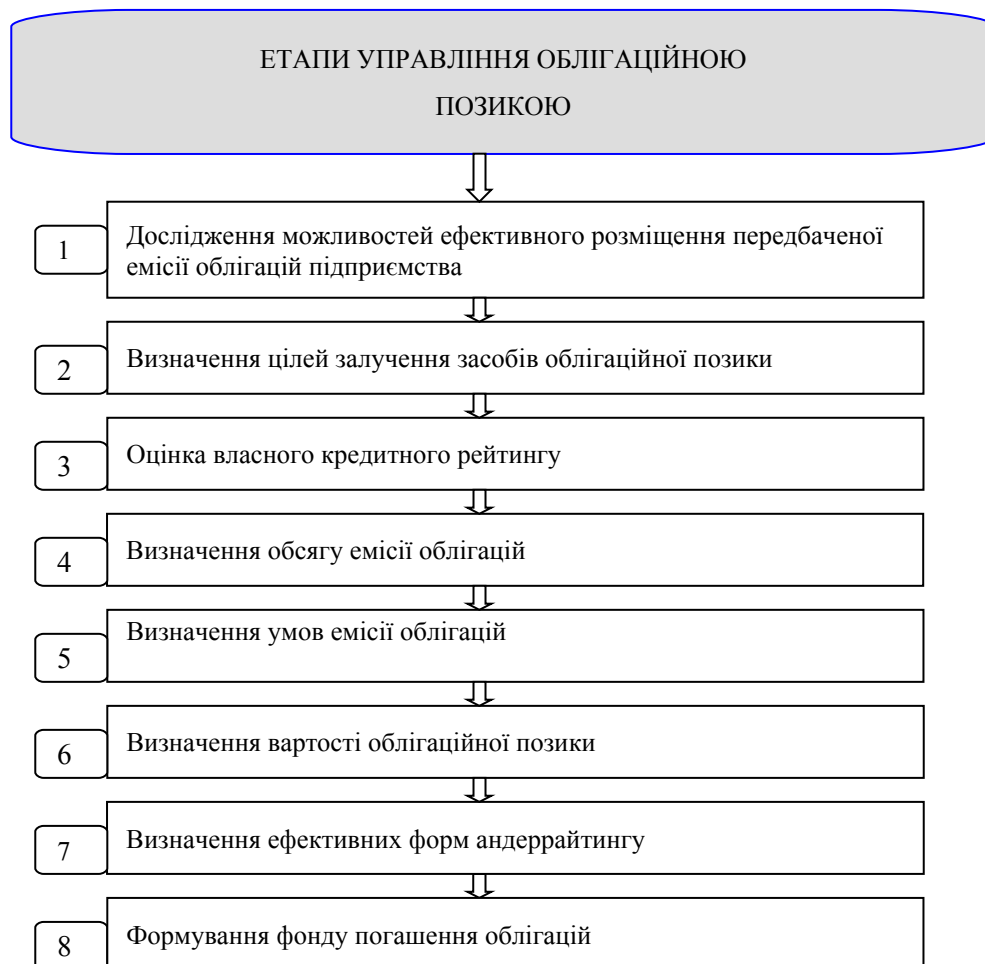 ЕТАПИ УПРАВЛІННЯ ОБЛІГАЦІЙНОЮ
ПОЗИКОЮ
1
Дослідження можливостей ефективного розміщення передбаченої
емісії облігацій підприємства
2
Визначення цілей залучення засобів облігаційної позики
3
Оцінка власного кредитного рейтингу
4
Визначення обсягу емісії облігацій
5
Визначення умов емісії облігацій
6
Визначення вартості облігаційної позики
7
Визначення ефективних форм андеррайтингу
8
Формування фонду погашення облігацій